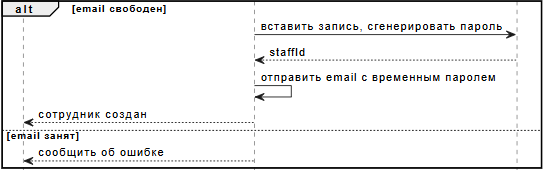 alt [email свободен]
вставить запись, сгенерировать пароль
staffId
отправить email с временным паролем
сотрудник создан
[email занят]
сообщить об ошибке